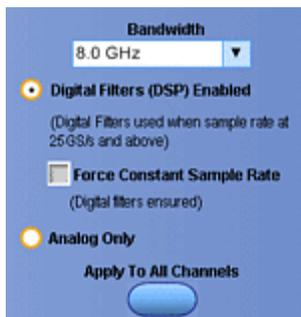 Bandwidth
8.0 GHz
Digital Filters (DSP) Enabled
(Digital Filters used when sample rate at
25GS/s and above)
Force Constant Sample Rate
(Digital filters ensured)
Analog Only
Apply To All Channels